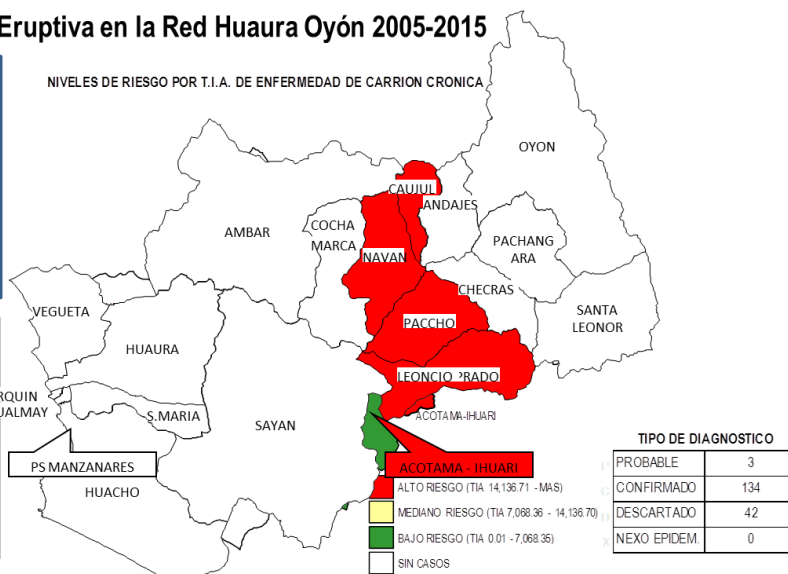 Eruptiva en la Red Huaura Oyón 2005-2015
NIVELES DE RIESGO POR T.I.A. DE ENFERMEDAD DE CARRION CRONICA
OYON
CAUJUL
ANDAJES
AMBAR
COCHA
MARCA
PACHANG
ARA
NAVAN
CHECRAS
VEGUETA
SANTA
LEONOR
PACCHO
HUAURA
LEONCIO PRADO
RQUIN
UALMAY
S.MARIA
ACOTAMA-IHUARI
SAYAN
PS MANZANARES
ACOTAMA - IHUARI
HUACHO
ALTO RIESGO (TIA 14,136.71 - MAS)
MEDIANO RIESGO (TIA 7,068.36 - 14,136.70)
BAJO RIESGO (TIA 0.01 - 7,068.35)
SIN CASOS
TIPO DE DIAGNOSTICO
PROBABLE 3
CONFIRMADO 134
DESCARTADO 42
NEXO EPIDEM. 0